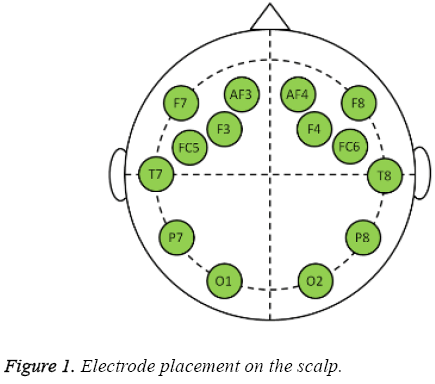 AF3 AF4
F7 F8
F3 F4
FC5 FC6
T7 T8
P7 P8
O1 O2
Figure 1. Electrode placement on the scalp.